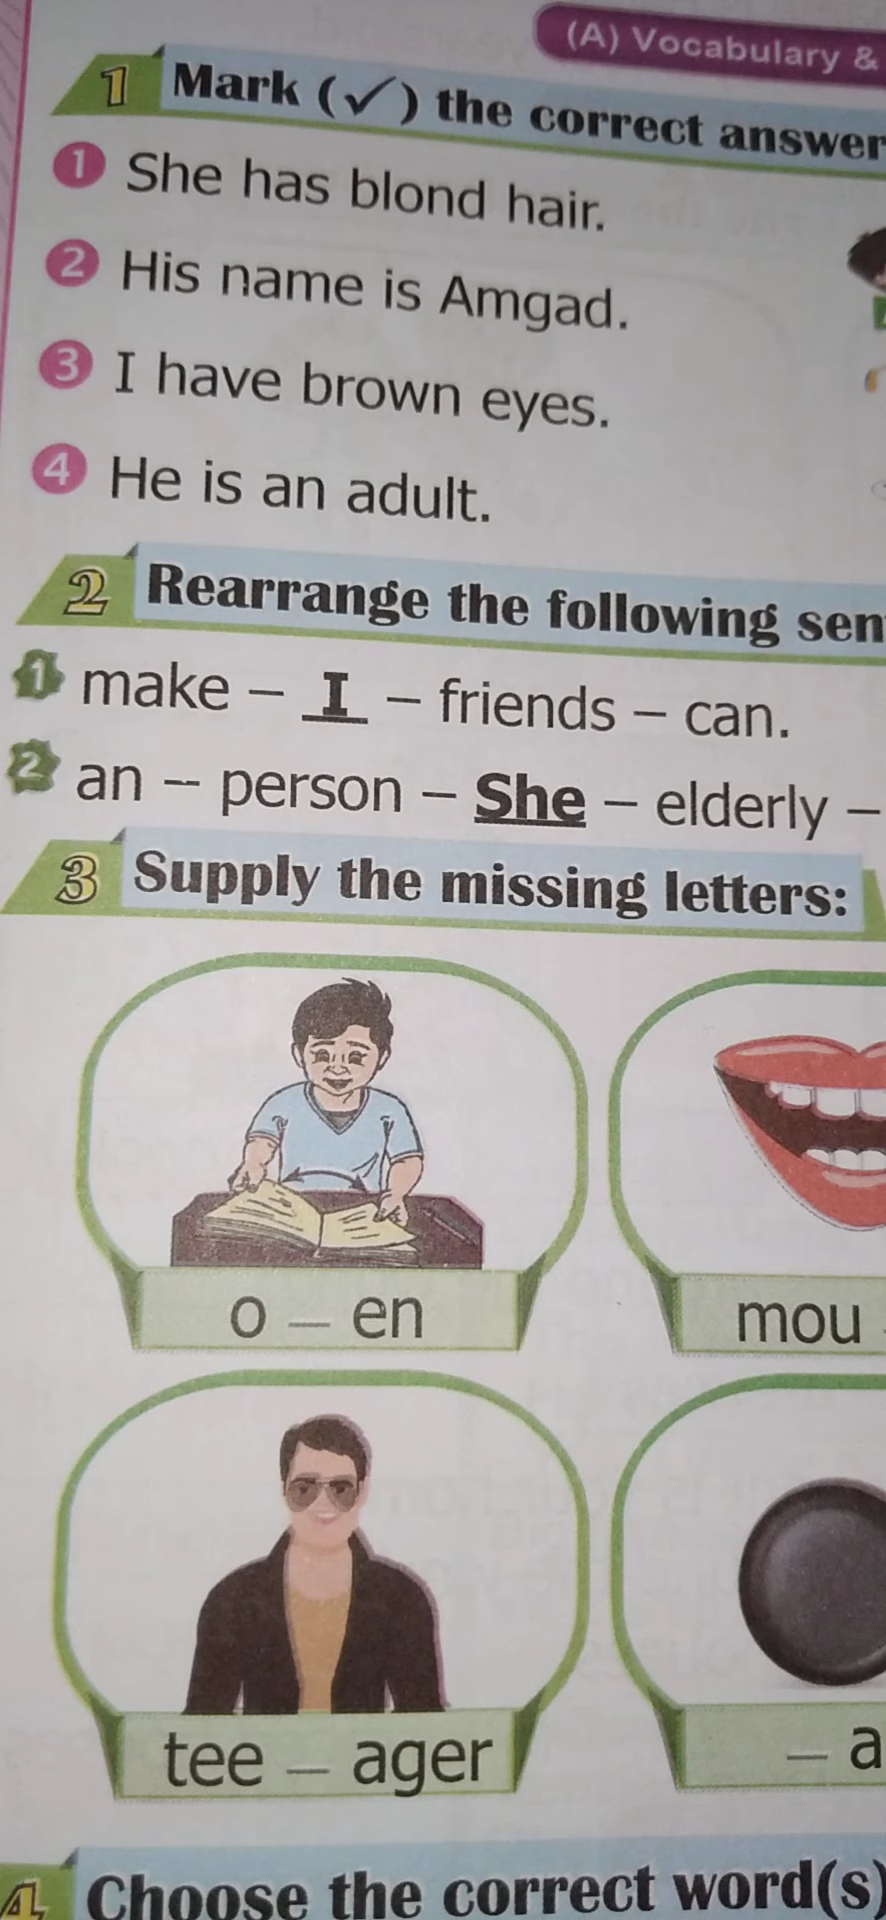 (A) Vocabulary &
1 Mark (✓) the correct answer
1 She has blond hair.
2 His name is Amgad.
3 I have brown eyes.
4 He is an adult.
2 Rearrange the following sen
1 make – I – friends – can.
2 an – person – She – elderly –
3 Supply the missing letters:
o _ en
mou
tee _ ager
_ a
4 Choose the correct word(s)